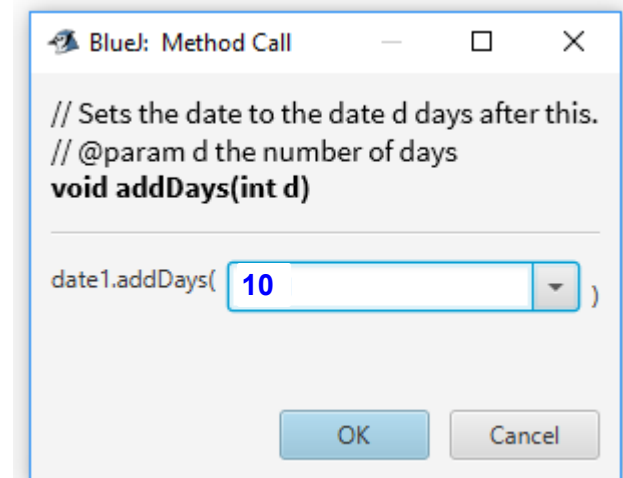 BlueJ: Method Call
// Sets the date to the date d days after this.
// @param d the number of days
void addDays(int d)
date1.addDays( 10 )
OK Cancel